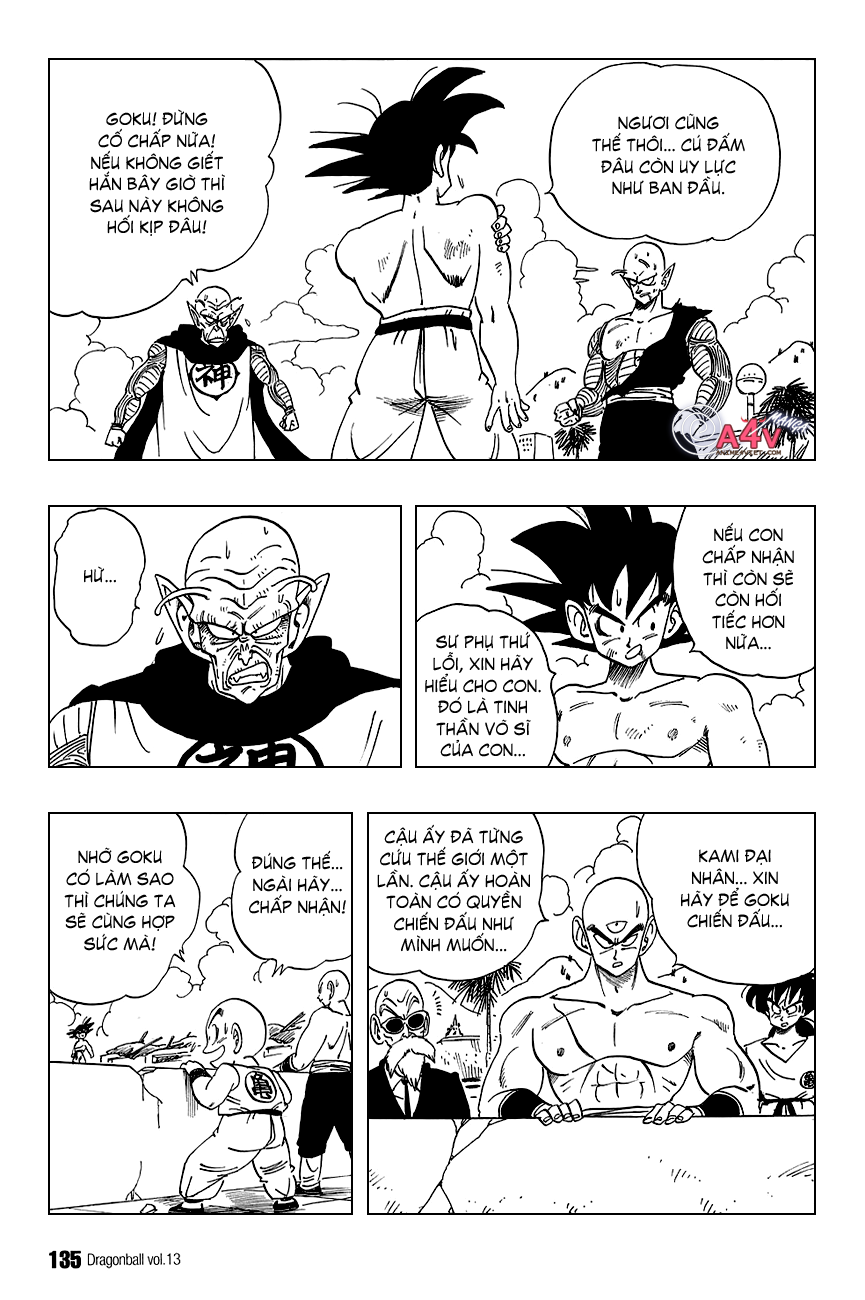 NGƯƠI CŨNG
THẾ THÔI... CÚ ĐẤM
ĐÂU CÒN UY LỰC
NHƯ BAN ĐẦU.
GOKU! ĐỪNG
CỐ CHẤP NỮA!
NẾU KHÔNG GIẾT
HẮN BÂY GIỜ THÌ
SAU NÀY KHÔNG
HỐI KỊP ĐÂU!
神
A4V
ANIME4VIET.COM
NẾU CON
CHẤP NHẬN
THÌ CÒN SẼ
CÒN HỐI
TIẾC HƠN
NỮA...
SƯ PHỤ THỨ
LỖI, XIN HÃY
HIỂU CHO CON.
ĐÓ LÀ TINH
THẦN VÕ SĨ
CỦA CON...
HỪ...
神
KAMI ĐẠI
NHÂN... XIN
HÃY ĐỂ GOKU
CHIẾN ĐẤU...
CẬU ẤY ĐÃ TỪNG
CỨU THẾ GIỚI MỘT
LẦN. CẬU ẤY HOÀN
TOÀN CÓ QUYỀN
CHIẾN ĐẤU NHƯ
MÌNH MUỐN...
ĐÚNG THẾ...
NGÀI HÃY...
CHẤP NHẬN!
NHỠ GOKU
CÓ LÀM SAO
THÌ CHÚNG TA
SẼ CÙNG HỢP
SỨC MÀ!
亀
135 Dragonball vol.13